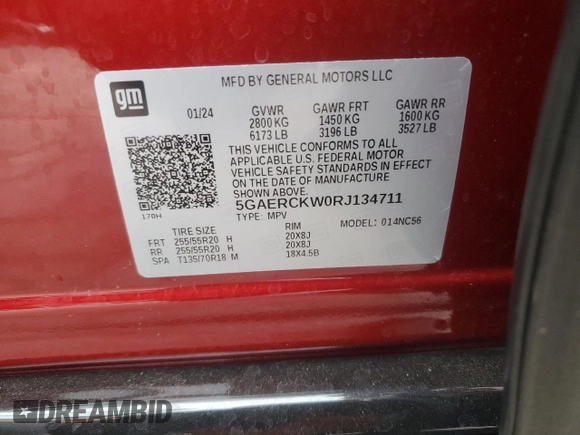 MFD BY GENERAL MOTORS LLC
gm
01/24
GVWR GAWR FRT GAWR RR
2800 KG 1450 KG 1600 KG
6173 LB 3196 LB 3527 LB
THIS VEHICLE CONFORMS TO ALL
APPLICABLE U.S. FEDERAL MOTOR
VEHICLE SAFETY STANDARDS IN EFFECT
ON THE DATE OF MANUFACTURE
SHOWN ABOVE.
170H
5GAERCKW0RJ134711
TYPE: MPV MODEL: 014NC56
TIRE SIZE RIM
FRT 255/55R20 H 20X8J
RR 255/55R20 H 20X8J
SPA T135/70R18 M 18X4.5B
DREAMBID